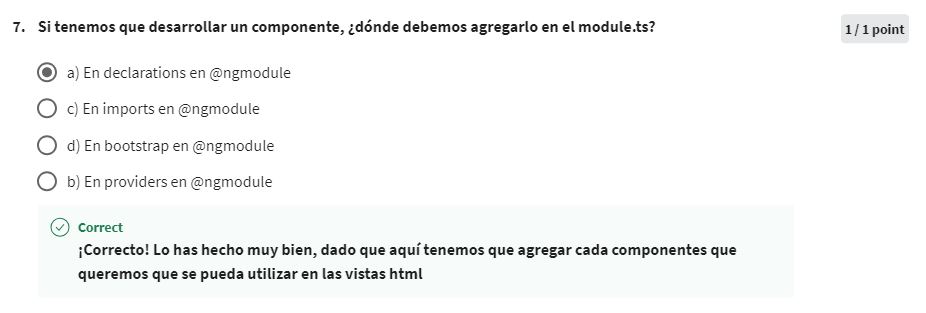 7. Si tenemos que desarrollar un componente, ¿dónde debemos agregarlo en el module.ts?
1 / 1 point
a) En declarations en @ngmodule
c) En imports en @ngmodule
d) En bootstrap en @ngmodule
b) En providers en @ngmodule
Correct
¡Correcto! Lo has hecho muy bien, dado que aquí tenemos que agregar cada componentes que
queremos que se pueda utilizar en las vistas html